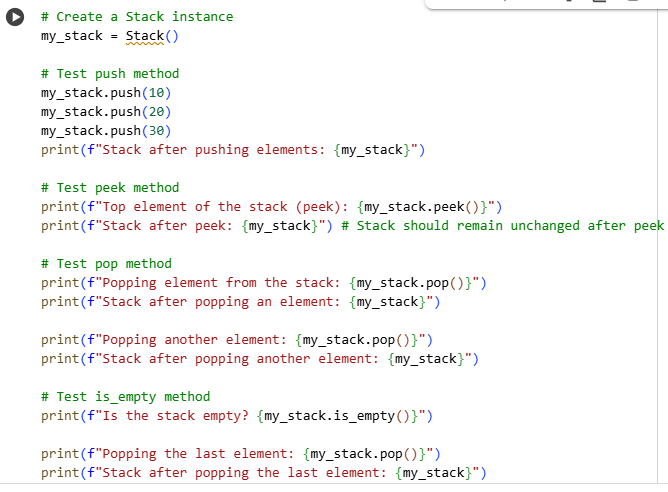 # Create a Stack instance
my_stack = Stack()
# Test push method
my_stack.push(10)
my_stack.push(20)
my_stack.push(30)
print(f"Stack after pushing elements: {my_stack}")
# Test peek method
print(f"Top element of the stack (peek): {my_stack.peek()}")
print(f"Stack after peek: {my_stack}") # Stack should remain unchanged after peek
# Test pop method
print(f"Popping element from the stack: {my_stack.pop()}")
print(f"Stack after popping an element: {my_stack}")
print(f"Popping another element: {my_stack.pop()}")
print(f"Stack after popping another element: {my_stack}")
# Test is_empty method
print(f"Is the stack empty? {my_stack.is_empty()}")
print(f"Popping the last element: {my_stack.pop()}")
print(f"Stack after popping the last element: {my_stack}")